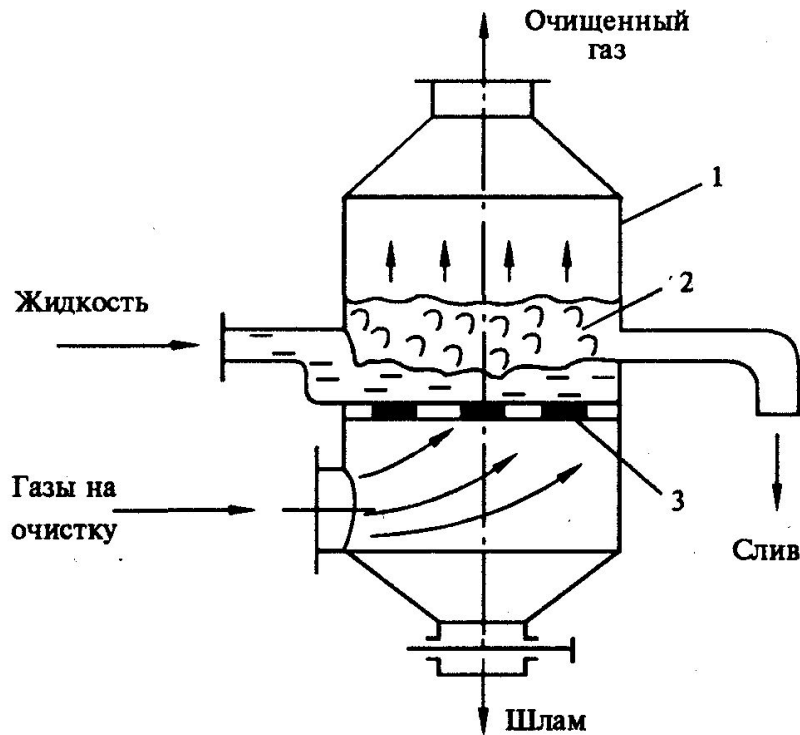 Очищенный
газ
1
Жидкость
2
Газы на
очистку
3
Слив
Шлам